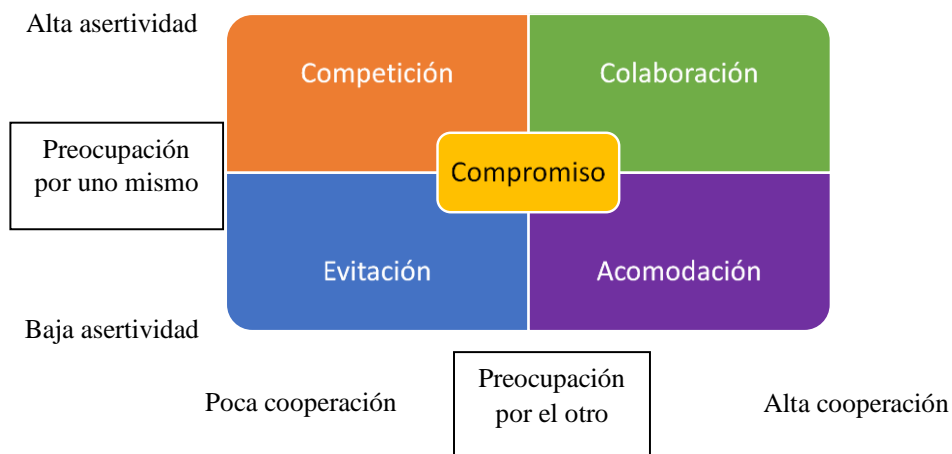 Alta asertividad
Competición
Colaboración
Preocupación
por uno mismo
Compromiso
Evitación
Acomodación
Baja asertividad
Preocupación
por el otro
Poca cooperación
Alta cooperación